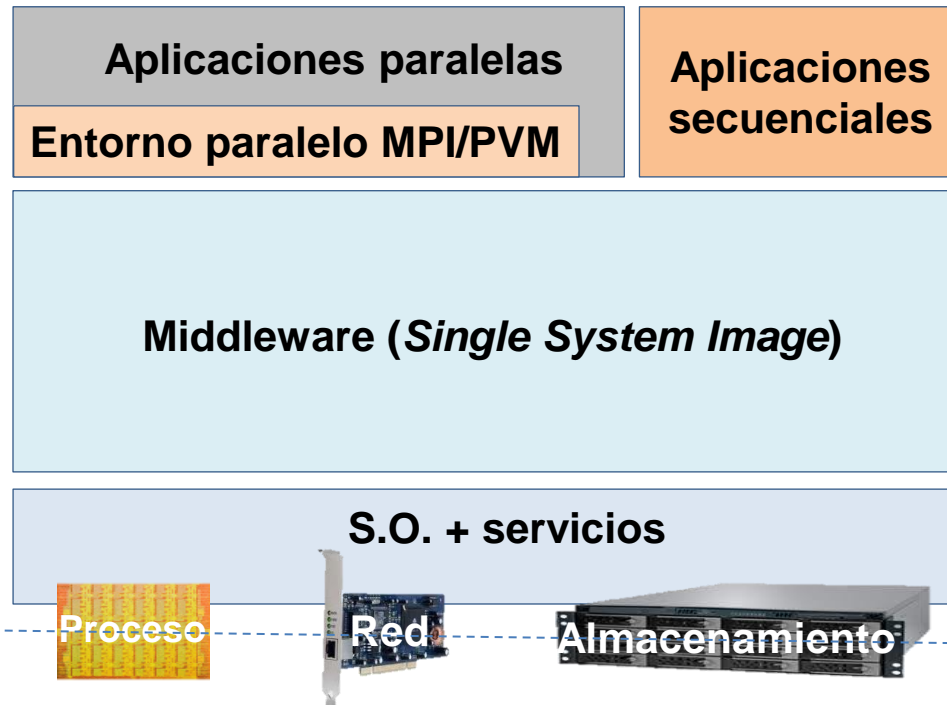 Aplicaciones paralelas
Entorno paralelo MPI/PVM
Aplicaciones
secuenciales
Middleware (Single System Image)
S.O. + servicios
Proceso
Red
Almacenamiento